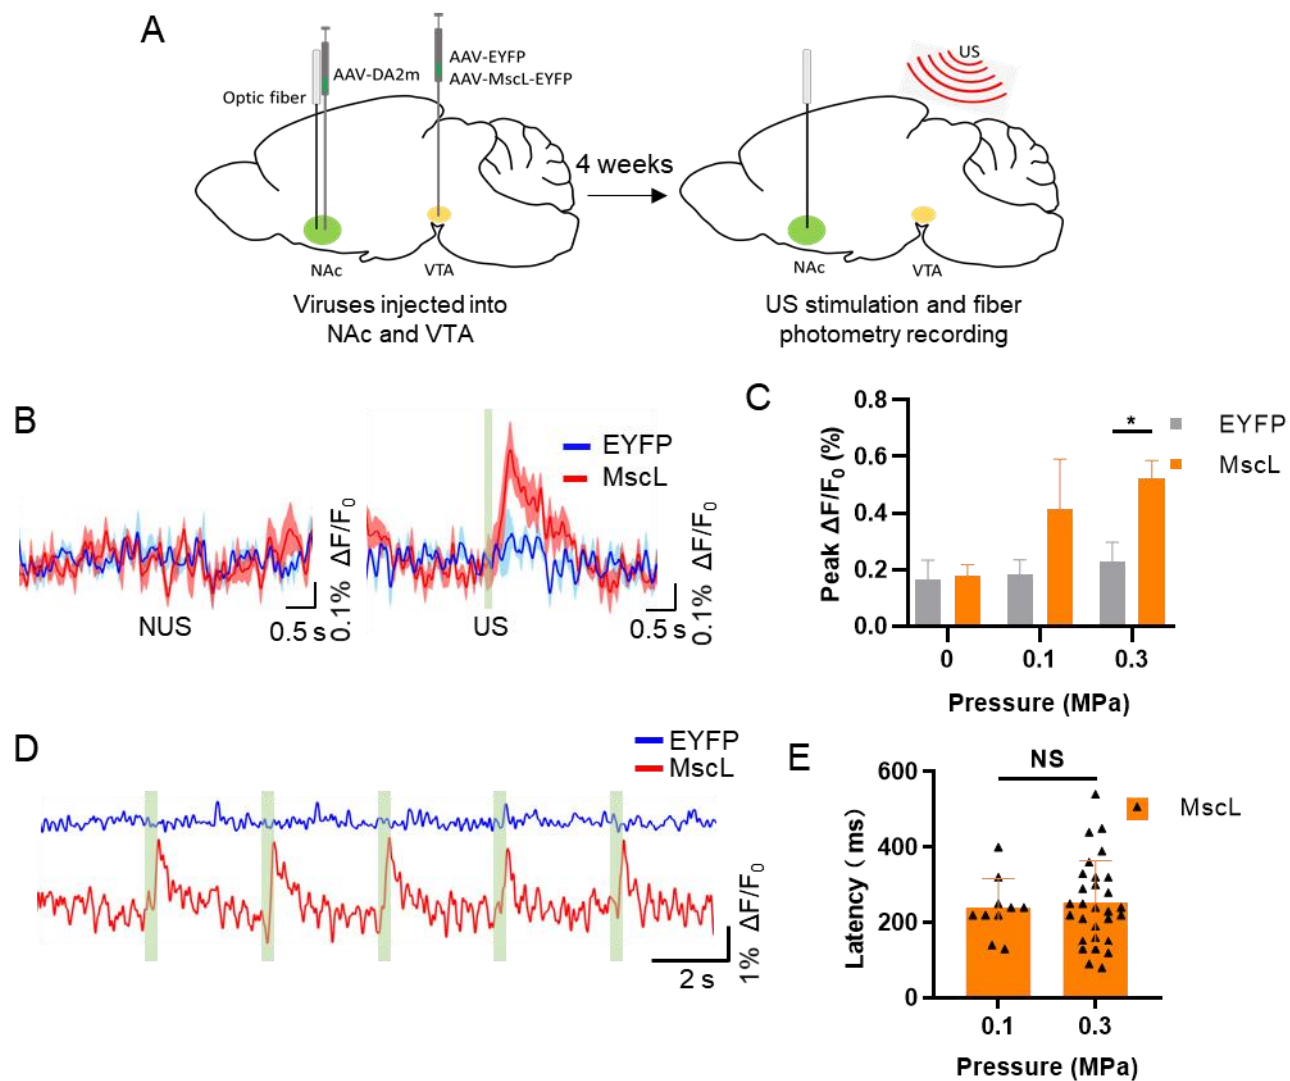 A
AAV-DA2m
Optic fiber
AAV-EYFP
AAV-MscL-EYFP
US
4 weeks
NAc
VTA
NAc
VTA
Viruses injected into
NAc and VTA
US stimulation and fiber
photometry recording
B
EYFP
MscL
NUS
0.5 s
0.1% ΔF/F0
US
0.5 s
0.1% ΔF/F0
C
EYFP
MscL
*
Peak ΔF/F0 (%)
0.8
0.6
0.4
0.2
0.0
0
0.1
0.3
Pressure (MPa)
D
EYFP
MscL
2 s
1% ΔF/F0
E
NS
MscL
Latency ( ms)
600
400
200
0
0.1
0.3
Pressure (MPa)